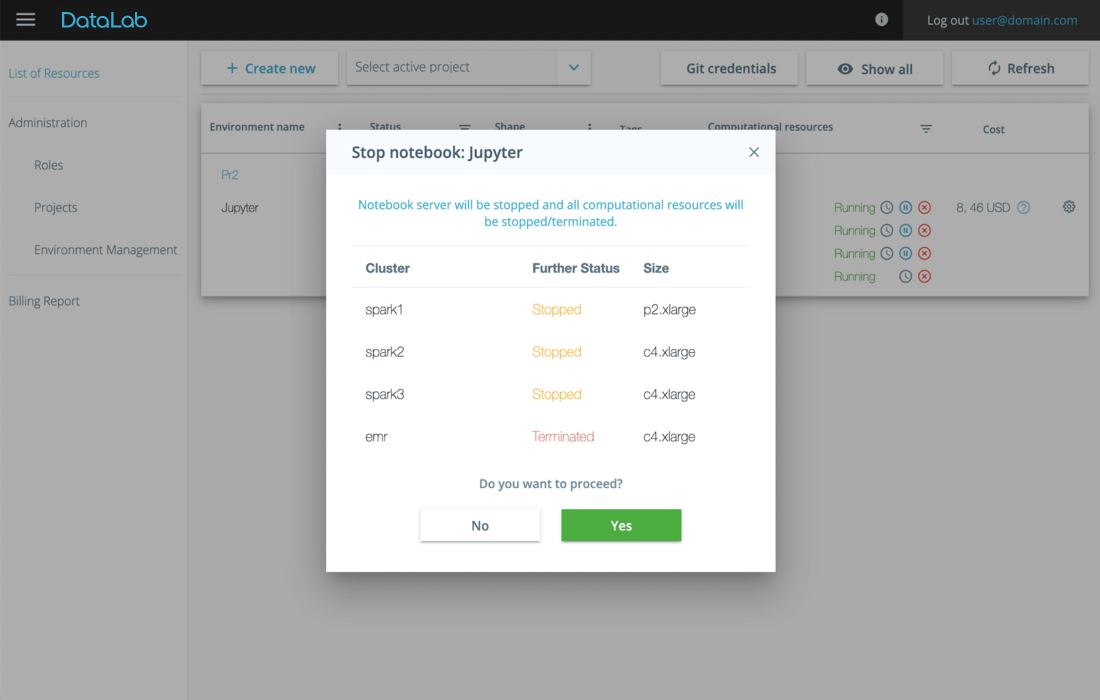 DataLab
Log out user@domain.com
List of Resources
Administration
Roles
Projects
Environment Management
Billing Report
+ Create new
Select active project
Git credentials
Show all
Refresh
Environment name
Status
Shape
Tags
Computational resources
Cost
Pr2
Jupyter
Running
8, 46 USD
Running
Running
Running
Stop notebook: Jupyter
Notebook server will be stopped and all computational resources will
be stopped/terminated.
Cluster Further Status Size
spark1 Stopped p2.xlarge
spark2 Stopped c4.xlarge
spark3 Stopped c4.xlarge
emr Terminated c4.xlarge
Do you want to proceed?
No
Yes